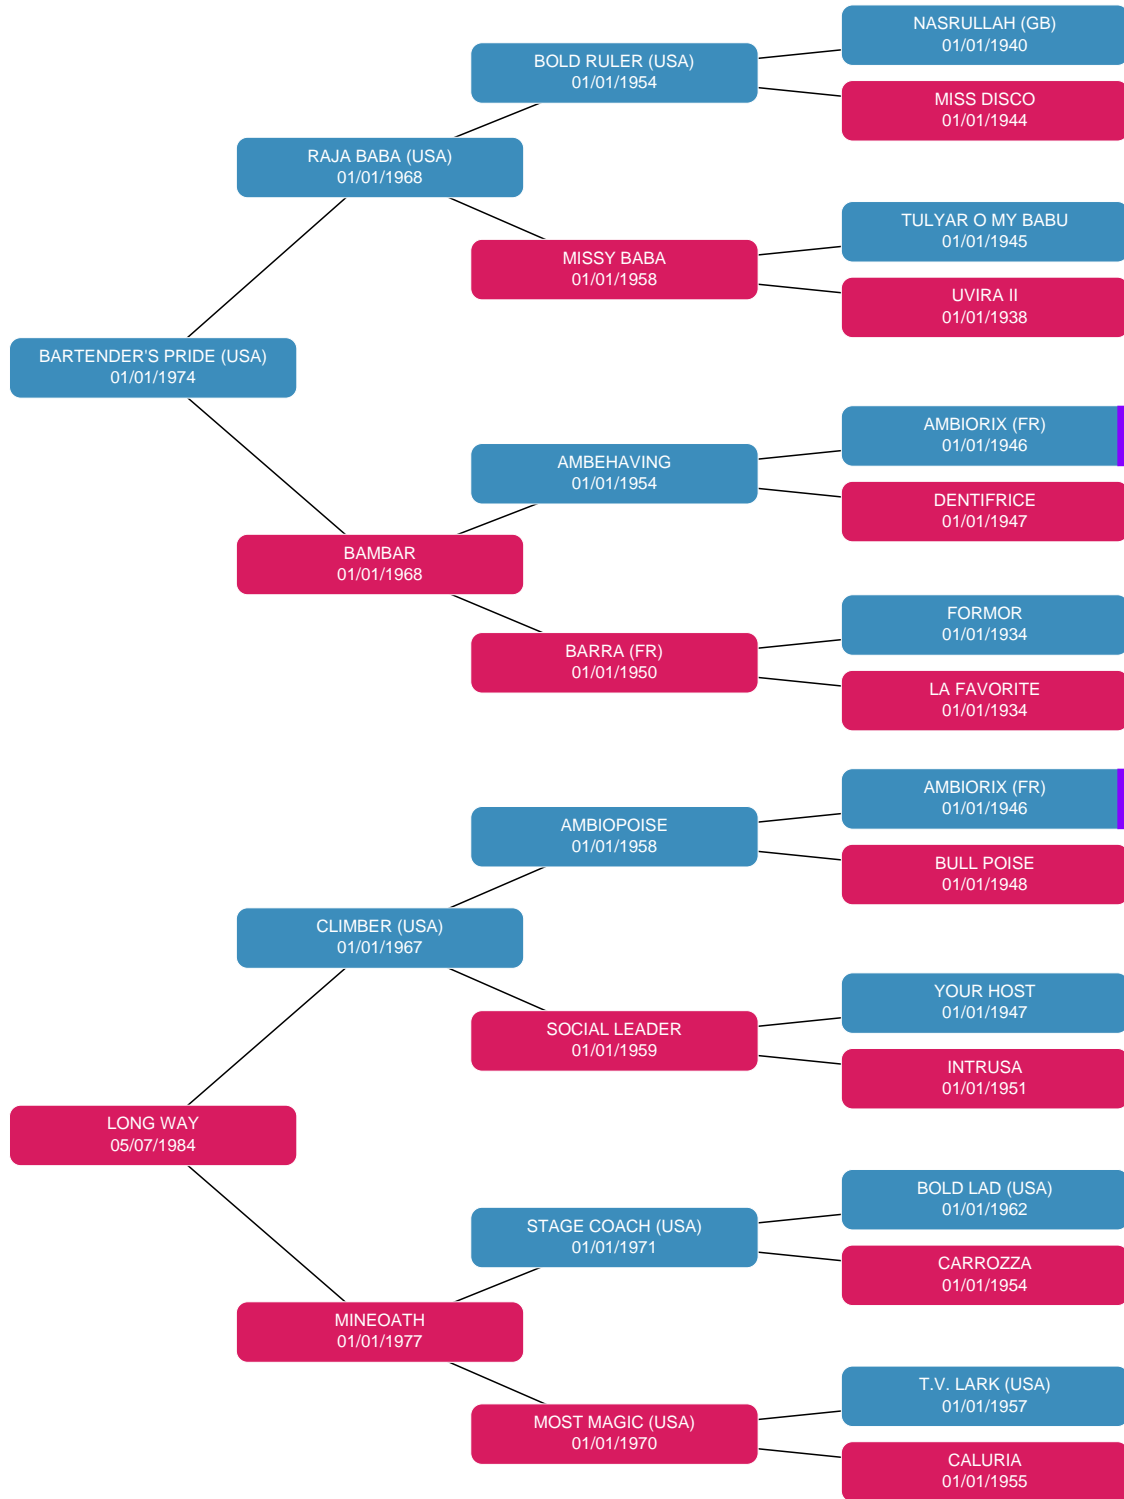 NASRULLAH (GB)
01/01/1940
BOLD RULER (USA)
01/01/1954
MISS DISCO
01/01/1944
RAJA BABA (USA)
01/01/1968
TULYAR O MY BABU
01/01/1945
MISSY BABA
01/01/1958
UVIRA II
01/01/1938
BARTENDER'S PRIDE (USA)
01/01/1974
AMBIORIX (FR)
01/01/1946
AMBEHAVING
01/01/1954
DENTIFRICE
01/01/1947
BAMBAR
01/01/1968
FORMOR
01/01/1934
BARRA (FR)
01/01/1950
LA FAVORITE
01/01/1934
AMBIORIX (FR)
01/01/1946
AMBIOPOISE
01/01/1958
BULL POISE
01/01/1948
CLIMBER (USA)
01/01/1967
YOUR HOST
01/01/1947
SOCIAL LEADER
01/01/1959
INTRUSA
01/01/1951
LONG WAY
05/07/1984
BOLD LAD (USA)
01/01/1962
STAGE COACH (USA)
01/01/1971
CARROZZA
01/01/1954
MINEOATH
01/01/1977
T.V. LARK (USA)
01/01/1957
MOST MAGIC (USA)
01/01/1970
CALURIA
01/01/1955